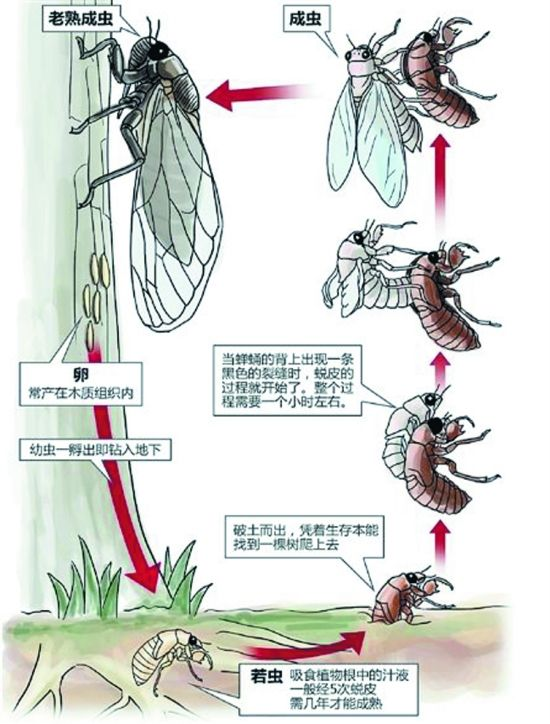 老熟成虫
成虫
当蝉蛹的背上出现一条
黑色的裂缝时，蜕皮的
过程就开始了。整个过
程需要一个小时左右。
卵
常产在木质组织内
幼虫一孵出即钻入地下
破土而出，凭着生存本能
找到一棵树爬上去
若虫 吸食植物根中的汁液
一般经5次蜕皮
需几年才能成熟